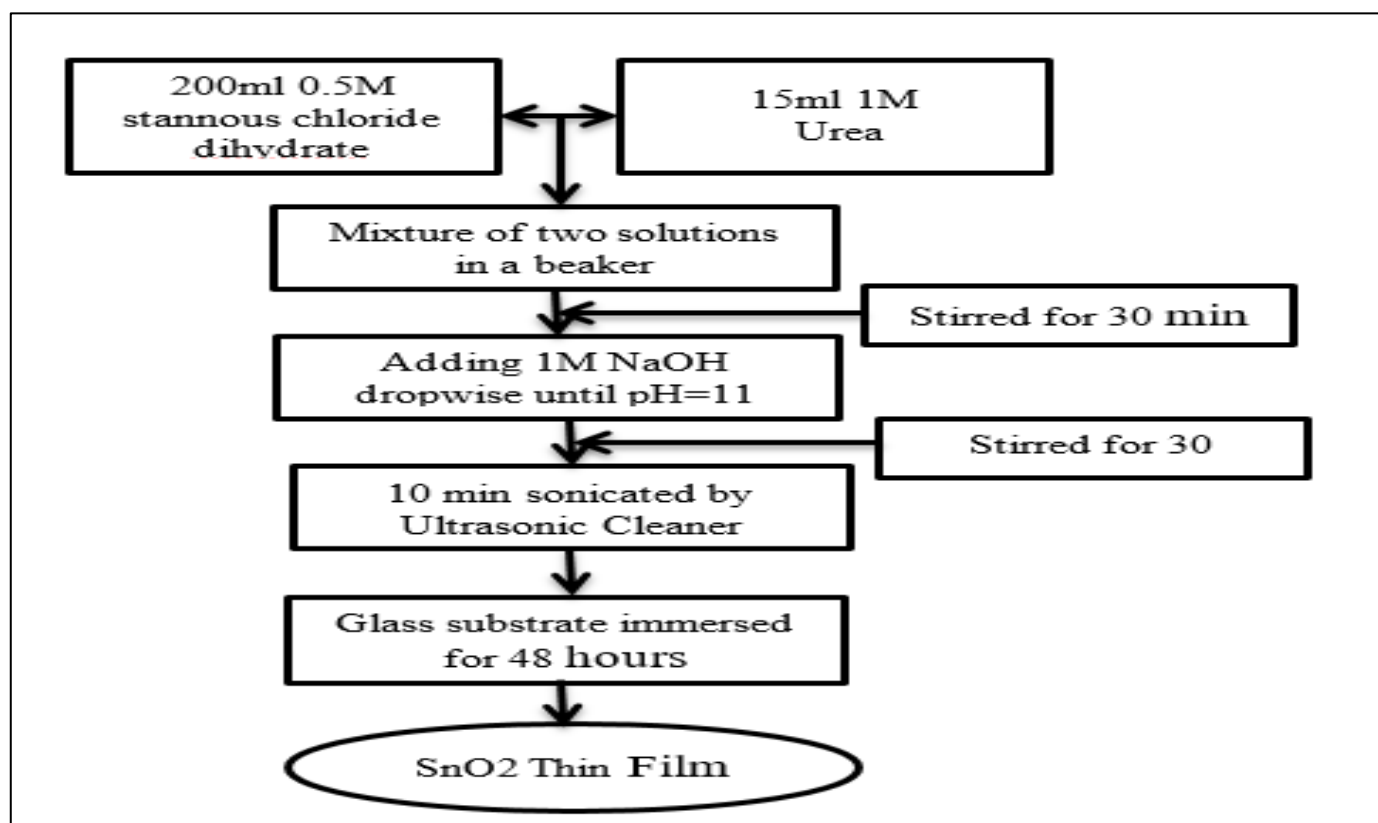 200ml 0.5M
stannous chloride
dihydrate
15ml 1M
Urea
Mixture of two solutions
in a beaker
Stirred for 30 min
Adding 1M NaOH
dropwise until pH=11
Stirred for 30
10 min sonicated by
Ultrasonic Cleaner
Glass substrate immersed
for 48 hours
SnO2 Thin Film